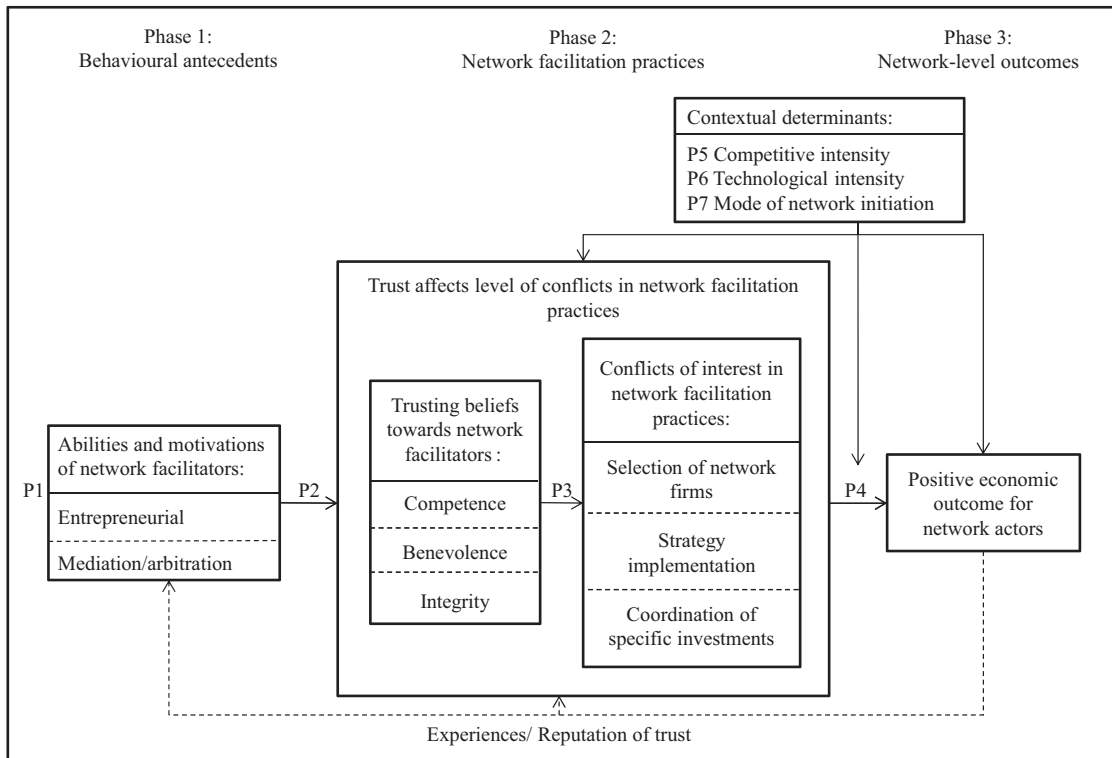 Phase 1:
Behavioural antecedents
Phase 2:
Network facilitation practices
Phase 3:
Network-level outcomes
Contextual determinants:
P5 Competitive intensity
P6 Technological intensity
P7 Mode of network initiation
Trust affects level of conflicts in network facilitation
practices
P1
Abilities and motivations
of network facilitators:
Entrepreneurial
Mediation/arbitration
P2
Trusting beliefs
towards network
facilitators :
Competence
Benevolence
Integrity
P3
Conflicts of interest in
network facilitation
practices:
Selection of network
firms
Strategy
implementation
Coordination of
specific investments
P4
Positive economic
outcome for
network actors
Experiences/ Reputation of trust